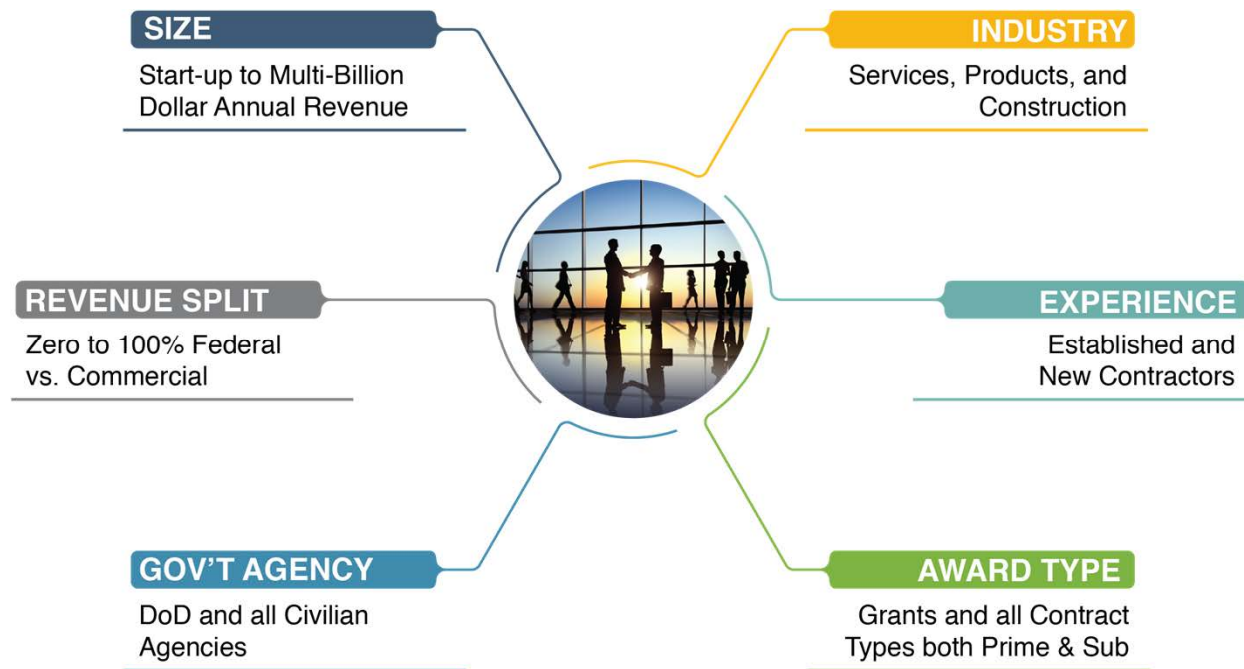 SIZE
Start-up to Multi-Billion
Dollar Annual Revenue
INDUSTRY
Services, Products, and
Construction
REVENUE SPLIT
Zero to 100% Federal
vs. Commercial
EXPERIENCE
Established and
New Contractors
GOV'T AGENCY
DoD and all Civilian
Agencies
AWARD TYPE
Grants and all Contract
Types both Prime & Sub